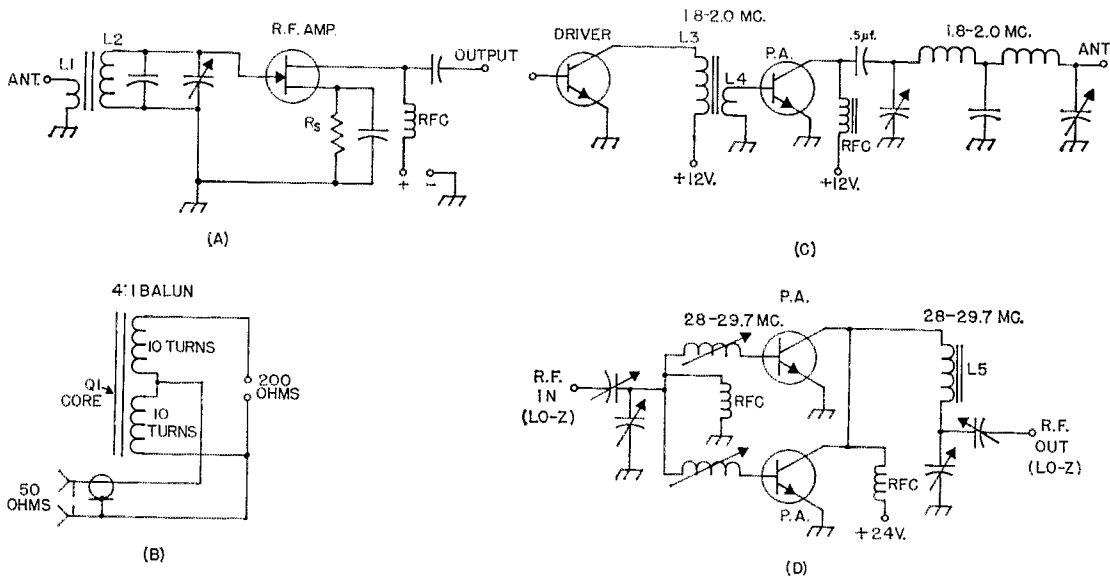 R.F. AMP.
L1
L2
ANT.
OUTPUT
RS
RFC
+ -
(A)
1.8-2.0 MC.
DRIVER
L3
P.A.
.5µf.
1.8-2.0 MC.
ANT
L4
RFC
+12V.
+12V.
(C)
4:1 BALUN
10 TURNS
Q1
CORE
10
TURNS
200
OHMS
50
OHMS
(B)
P.A.
28-29.7 MC.
28-29.7 MC.
R.F.
IN
(LO-Z)
RFC
L5
R.F.
OUT
(LO-Z)
RFC
P.A.
+24V.
(D)